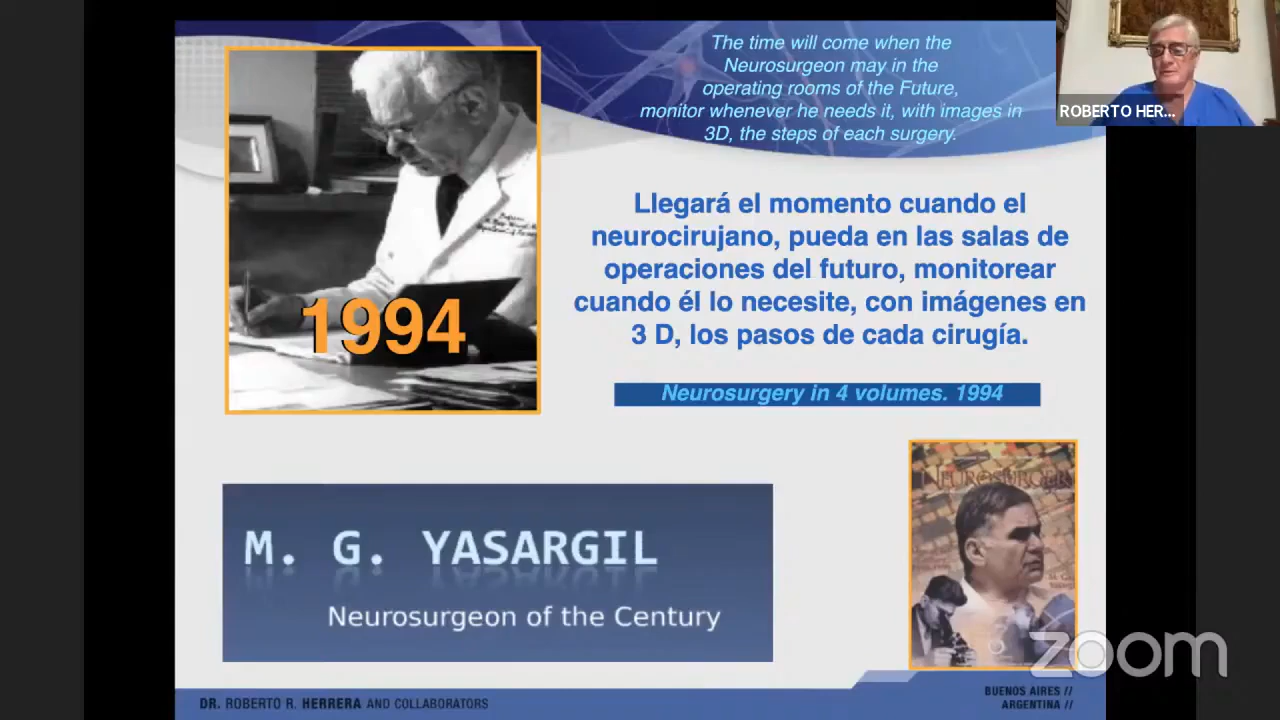 The time will come when the
Neurosurgeon may in the
operating rooms of the Future,
monitor whenever he needs it, with images in
3D, the steps of each surgery.
ROBERTO HER...
Llegará el momento cuando el
neurocirujano, pueda en las salas de
operaciones del futuro, monitorear
cuando él lo necesite, con imágenes en
3 D, los pasos de cada cirugía.
1994
Neurosurgery in 4 volumes. 1994
NEUROSURGERY
M. G. YASARGIL
Neurosurgeon of the Century
zoom
DR. ROBERTO R. HERRERA AND COLLABORATORS
BUENOS AIRES //
ARGENTINA //